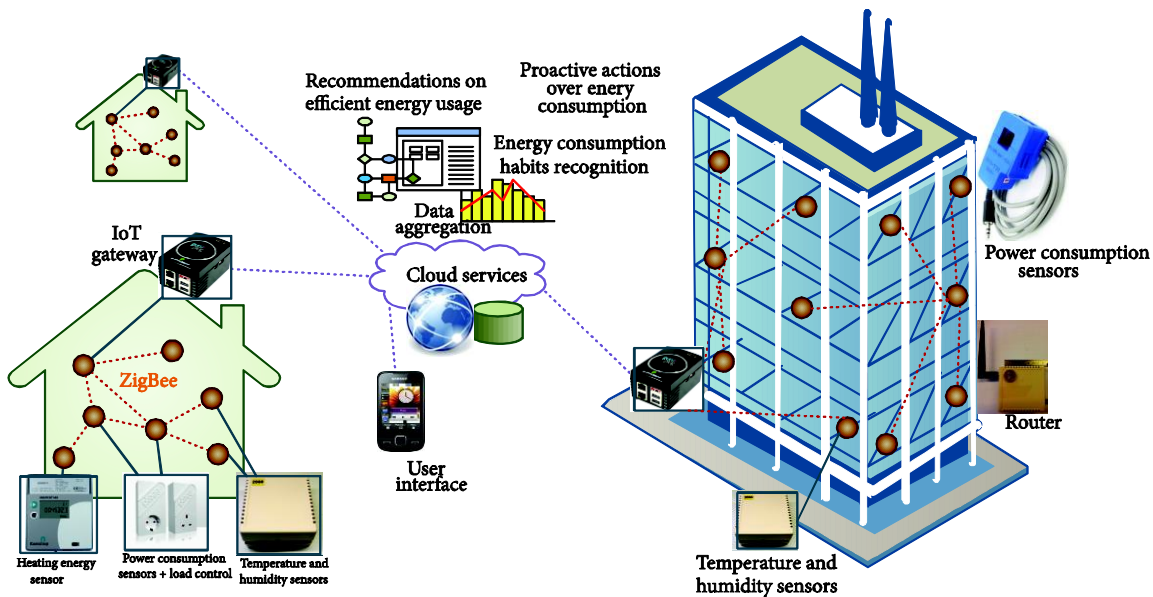 Recommendations on
efficient energy usage
Proactive actions
over enery
consumption
Energy consumption
habits recognition
Data
aggregation
IoT
gateway
Cloud services
Power consumption
sensors
ZigBee
Router
User
interface
Heating energy
sensor
Power consumption
sensors + load control
Temperature and
humidity sensors
Temperature and
humidity sensors